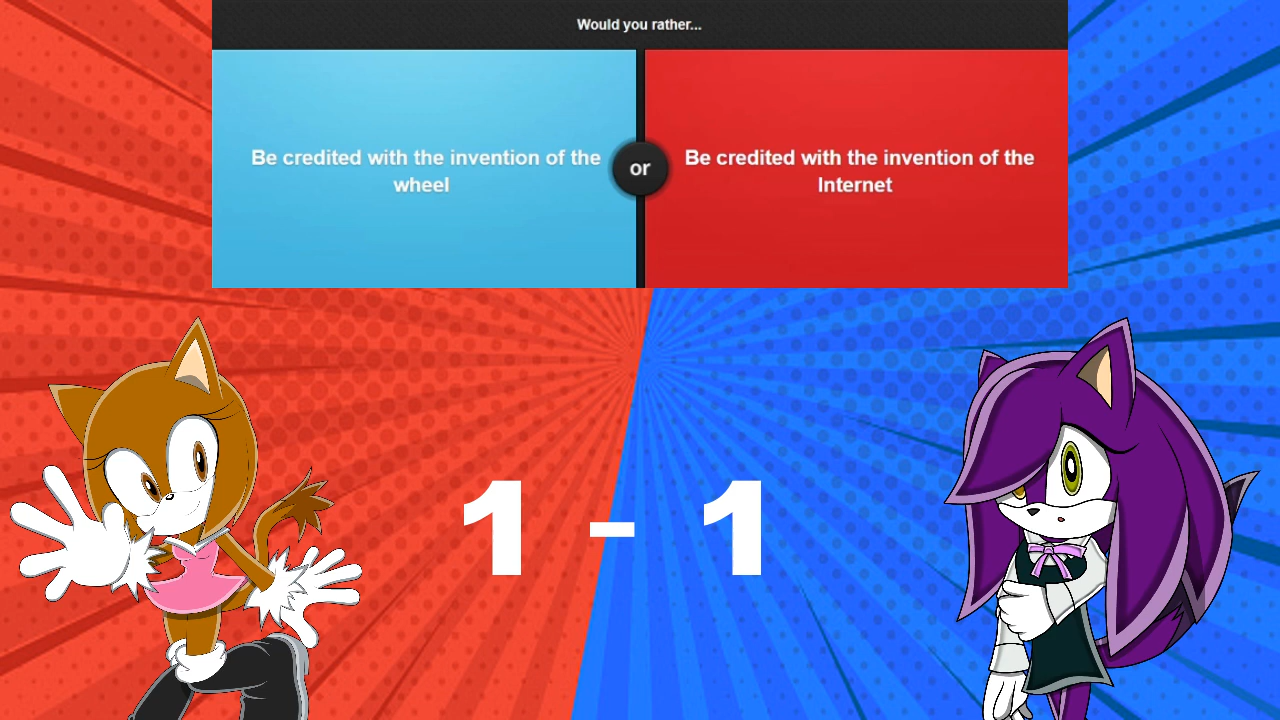 Would you rather...
Be credited with the invention of the
wheel
or
Be credited with the invention of the
Internet
1 - 1